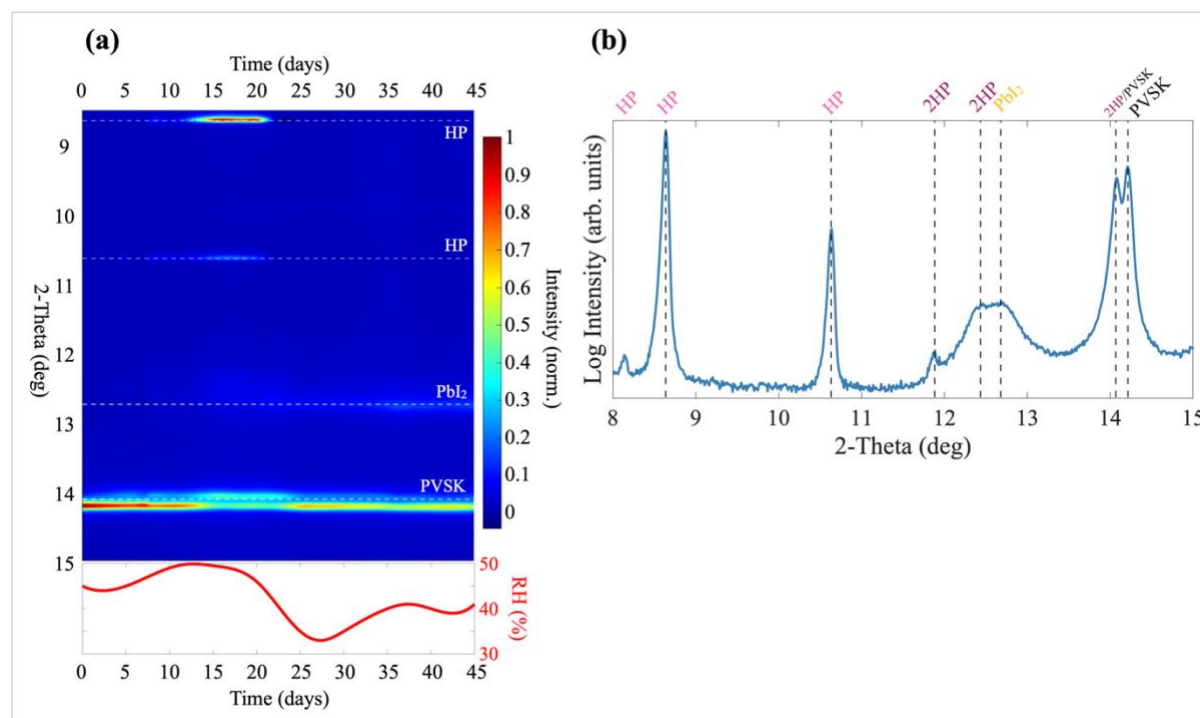 (a)
Time (days)
0 5 10 15 20 25 30 35 40 45
9
10
11
12
13
14
15
2-Theta (deg)
HP
HP
PbI₂
PVSK
1
0.9
0.8
0.7
0.6
0.5
0.4
0.3
0.2
0.1
0
Intensity (norm.)
50
40
30
RH (%)
0 5 10 15 20 25 30 35 40 45
Time (days)
(b)
HP HP HP 2HP 2HP PbI₂ 2HP/PVSK PVSK
Log Intensity (arb. units)
8 9 10 11 12 13 14 15
2-Theta (deg)